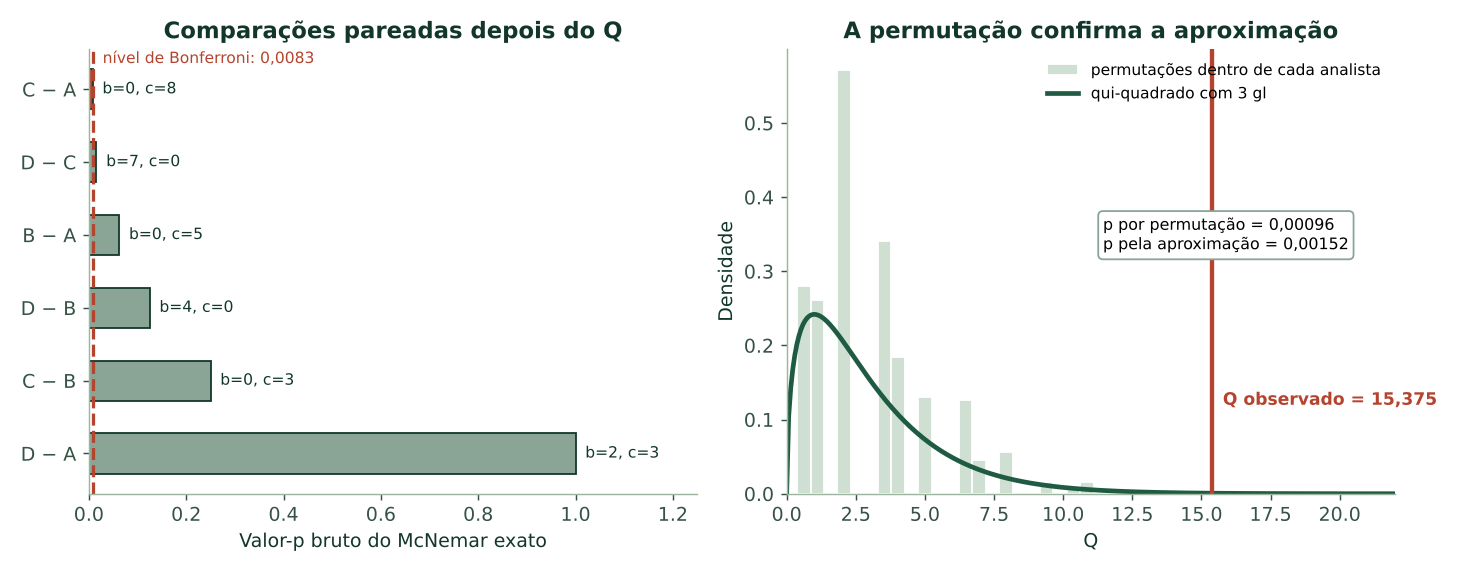 Comparações pareadas depois do Q
nível de Bonferroni: 0,0083
C − A
b=0, c=8
D − C
b=7, c=0
B − A
b=0, c=5
D − B
b=4, c=0
C − B
b=0, c=3
D − A
b=2, c=3
0.0 0.2 0.4 0.6 0.8 1.0 1.2
Valor-p bruto do McNemar exato
A permutação confirma a aproximação
permutações dentro de cada analista
qui-quadrado com 3 gl
p por permutação = 0,00096
p pela aproximação = 0,00152
Q observado = 15,375
Densidade
0.5
0.4
0.3
0.2
0.1
0.0
0.0 2.5 5.0 7.5 10.0 12.5 15.0 17.5 20.0
Q